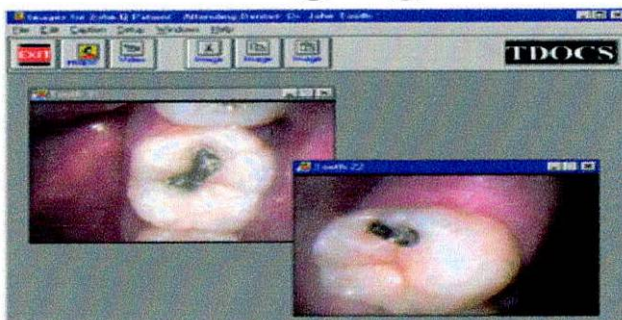 Images for John Q Patient Attending Dentist Dr. John Tooth
File Edit Caption Setup Windows Help
EXIT Video Image Image Image TDOCS
Tooth
Tooth 22